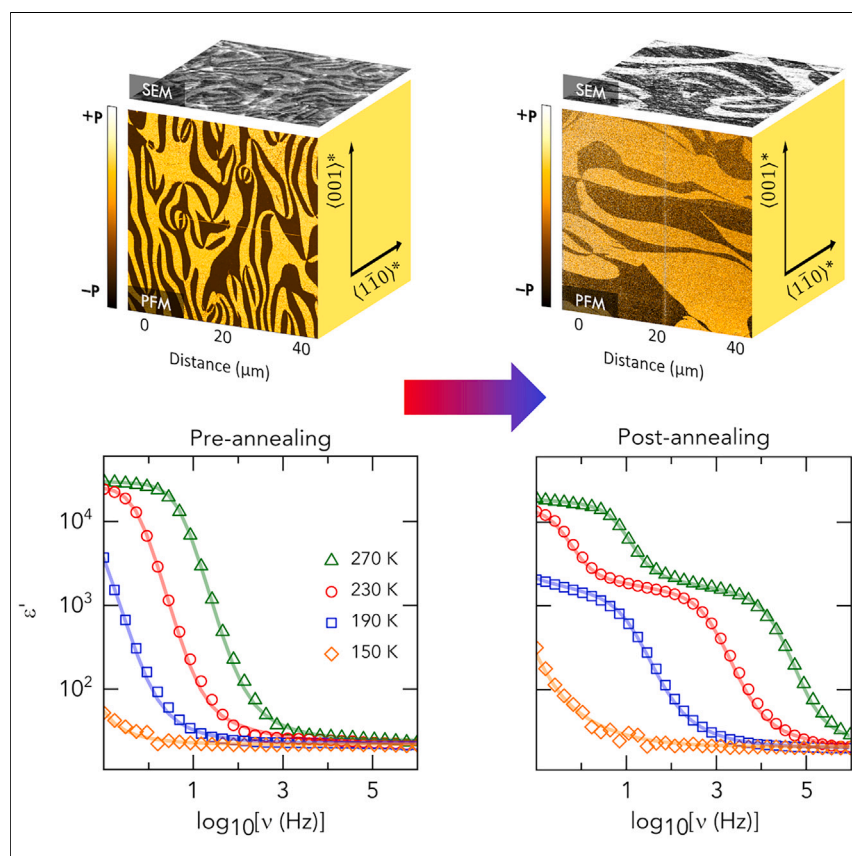 SEM
+P
⟨001⟩*
⟨11̄0⟩*
−P
PFM
0 20 40
Distance (µm)
SEM
+P
⟨001⟩*
⟨11̄0⟩*
−P
PFM
0 20 40
Distance (µm)
Pre-annealing
ε'
10⁴
10³
10²
270 K
230 K
190 K
150 K
1 3 5
log10[ν (Hz)]
Post-annealing
1 3 5
log10[ν (Hz)]